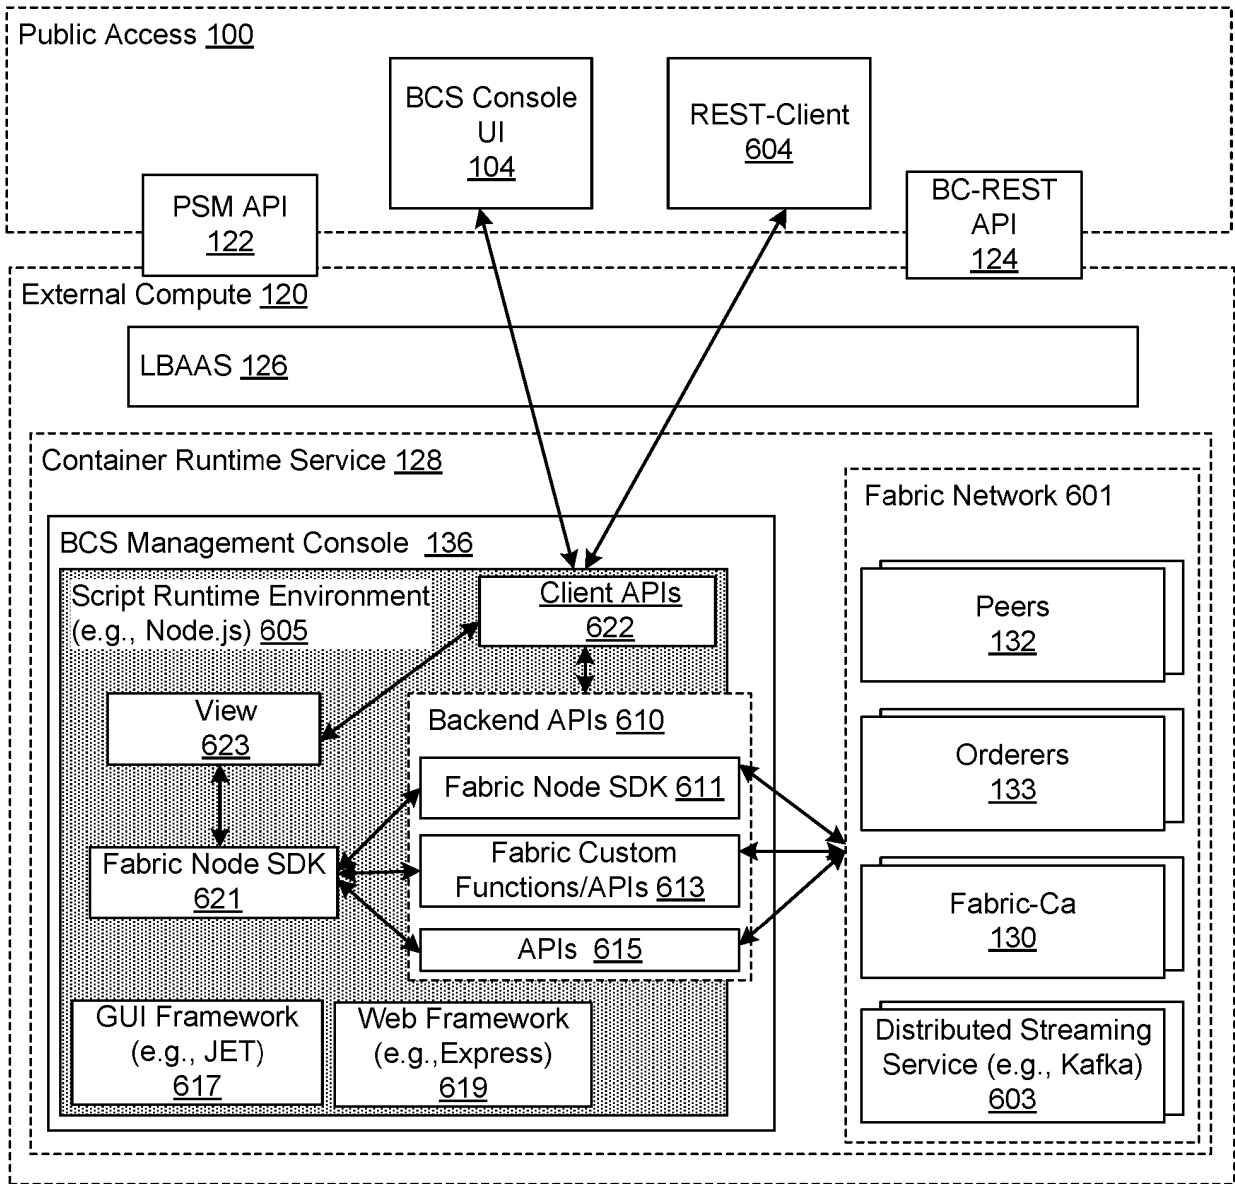 Public Access 100
BCS Console
UI
104
REST-Client
604
PSM API
122
BC-REST
API
124
External Compute 120
LBAAS 126
Container Runtime Service 128
Fabric Network 601
BCS Management Console 136
Script Runtime Environment
(e.g., Node.js) 605
Client APIs
622
View
623
Backend APIs 610
Fabric Node SDK 611
Fabric Custom
Functions/APIs 613
APIs 615
Fabric Node SDK
621
GUI Framework
(e.g., JET)
617
Web Framework
(e.g.,Express)
619
Peers
132
Orderers
133
Fabric-Ca
130
Distributed Streaming
Service (e.g., Kafka)
603